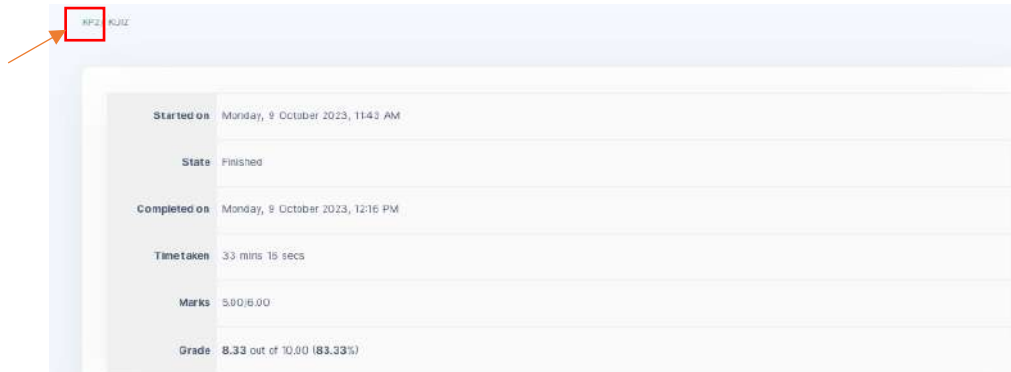 KP2 / KUIZ
Started on Monday, 9 October 2023, 11:43 AM
State Finished
Completed on Monday, 9 October 2023, 12:16 PM
Time taken 33 mins 15 secs
Marks 5.00/6.00
Grade 8.33 out of 10.00 (83.33%)